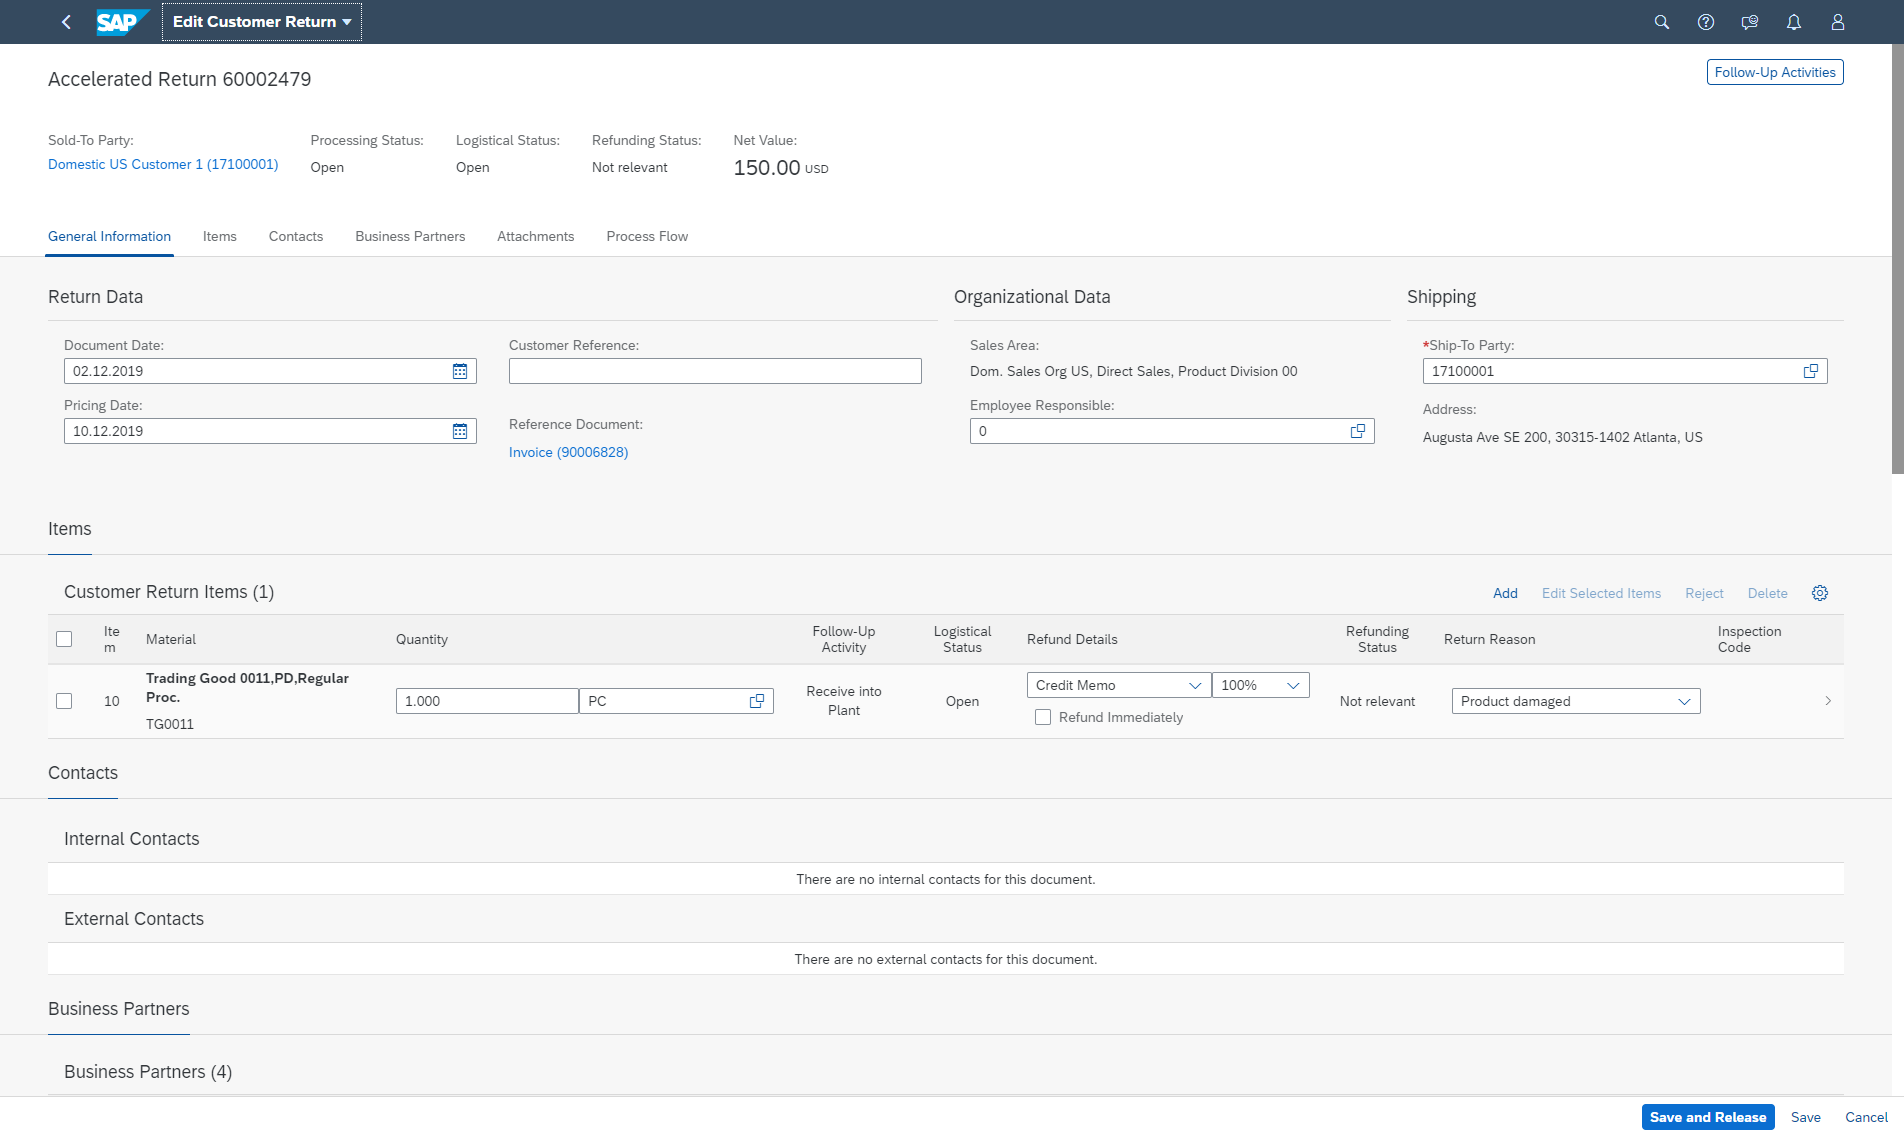 SAP
Edit Customer Return
Accelerated Return 60002479
Follow-Up Activities
Sold-To Party:
Domestic US Customer 1 (17100001)
Processing Status:
Open
Logistical Status:
Open
Refunding Status:
Not relevant
Net Value:
150.00 USD
General Information
Items
Contacts
Business Partners
Attachments
Process Flow
Return Data
Document Date:
02.12.2019
Pricing Date:
10.12.2019
Customer Reference:
Reference Document:
Invoice (90006828)
Organizational Data
Sales Area:
Dom. Sales Org US, Direct Sales, Product Division 00
Employee Responsible:
0
Shipping
*Ship-To Party:
17100001
Address:
Augusta Ave SE 200, 30315-1402 Atlanta, US
Items
Customer Return Items (1)
Add
Edit Selected Items
Reject
Delete
Ite
m
Material
Quantity
Follow-Up
Activity
Logistical
Status
Refund Details
Refunding
Status
Return Reason
Inspection
Code
10
Trading Good 0011,PD,Regular
Proc.
TG0011
1.000
PC
Receive into
Plant
Open
Credit Memo
100%
Refund Immediately
Not relevant
Product damaged
Contacts
Internal Contacts
There are no internal contacts for this document.
External Contacts
There are no external contacts for this document.
Business Partners
Business Partners (4)
Save and Release
Save
Cancel